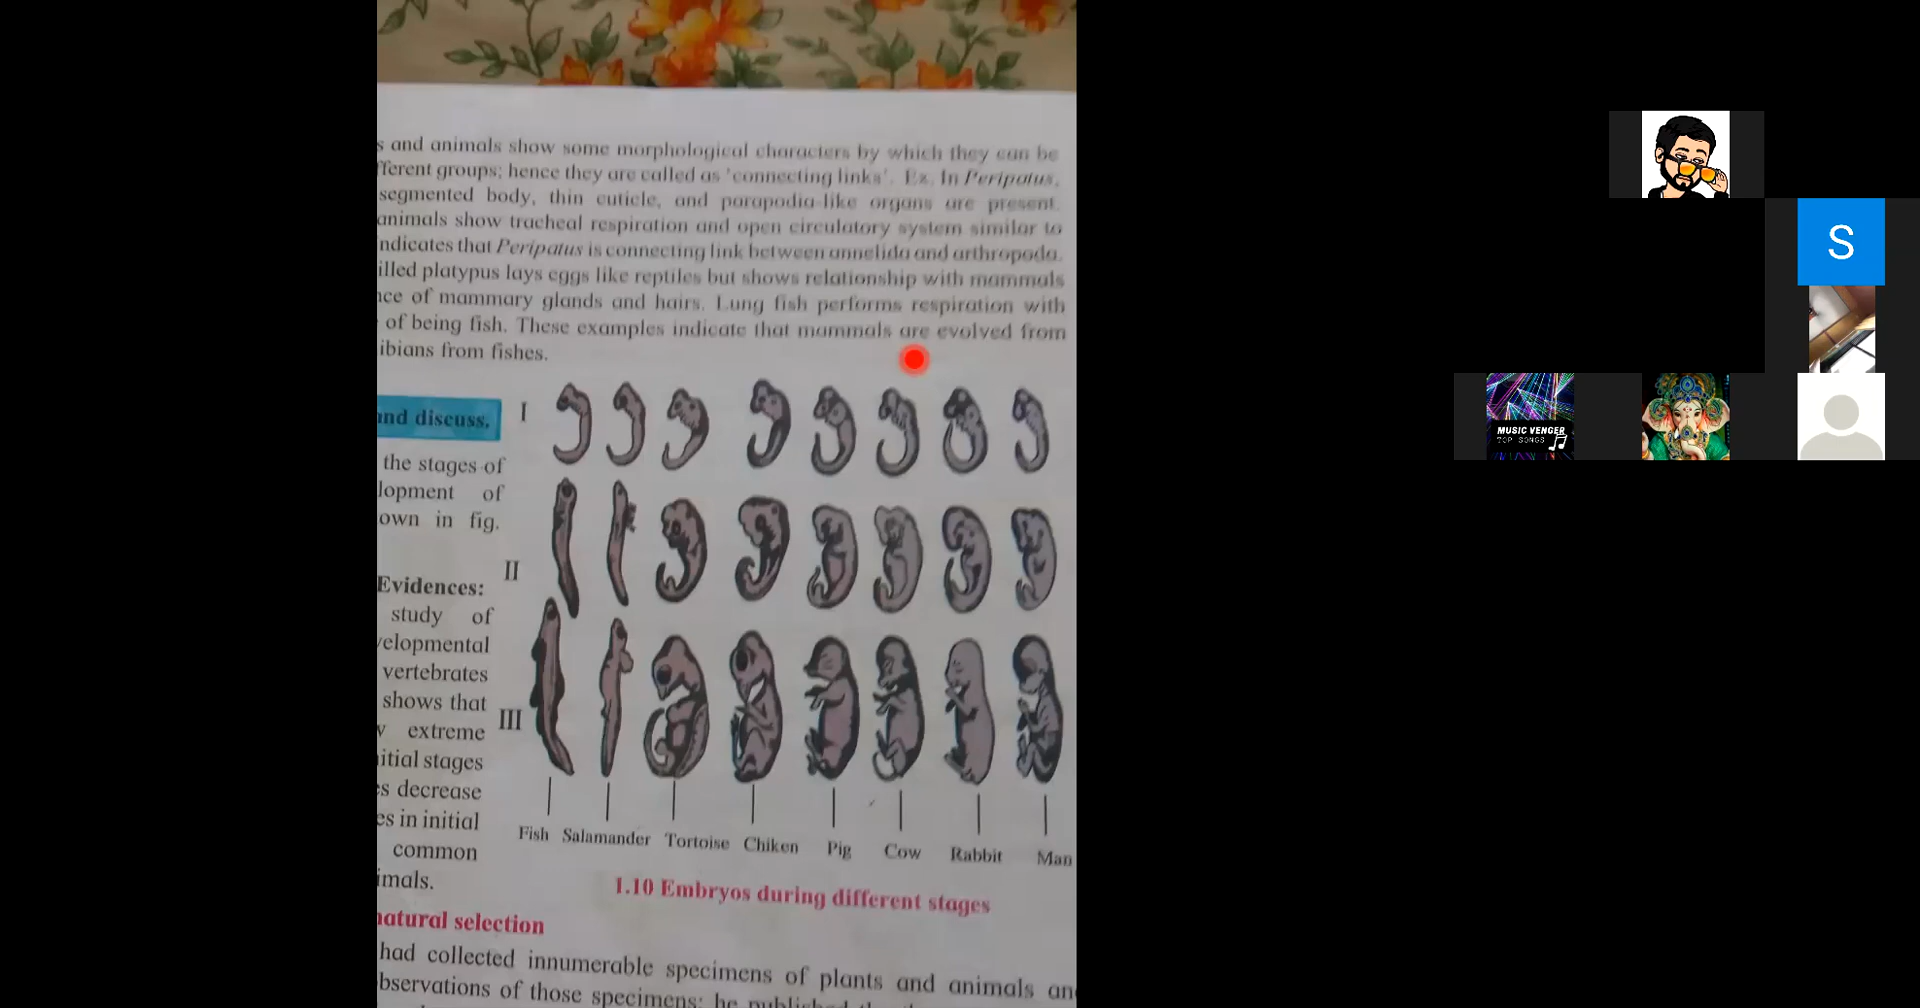 s and animals show some morphological characters by which they can be
fferent groups; hence they are called as 'connecting links'. Ex. In Peripatus,
segmented body, thin cuticle, and parapodia-like organs are present.
animals show tracheal respiration and open circulatory system similar to
ndicates that Peripatus is connecting link between annelida and arthropoda.
illed platypus lays eggs like reptiles but shows relationship with mammals
nce of mammary glands and hairs. Lung fish performs respiration with
of being fish. These examples indicate that mammals are evolved from
ibians from fishes.
and discuss.
the stages of
lopment of
own in fig.
Evidences:
study of
velopmental
vertebrates
shows that
w extreme
itial stages
es decrease
es in initial
common
imals.
I
II
III
Fish Salamander Tortoise Chiken Pig Cow Rabbit Man
1.10 Embryos during different stages
natural selection
had collected innumerable specimens of plants and animals an
bservations of those specimens; he published
S
MUSIC VENGER
TOP SONGS